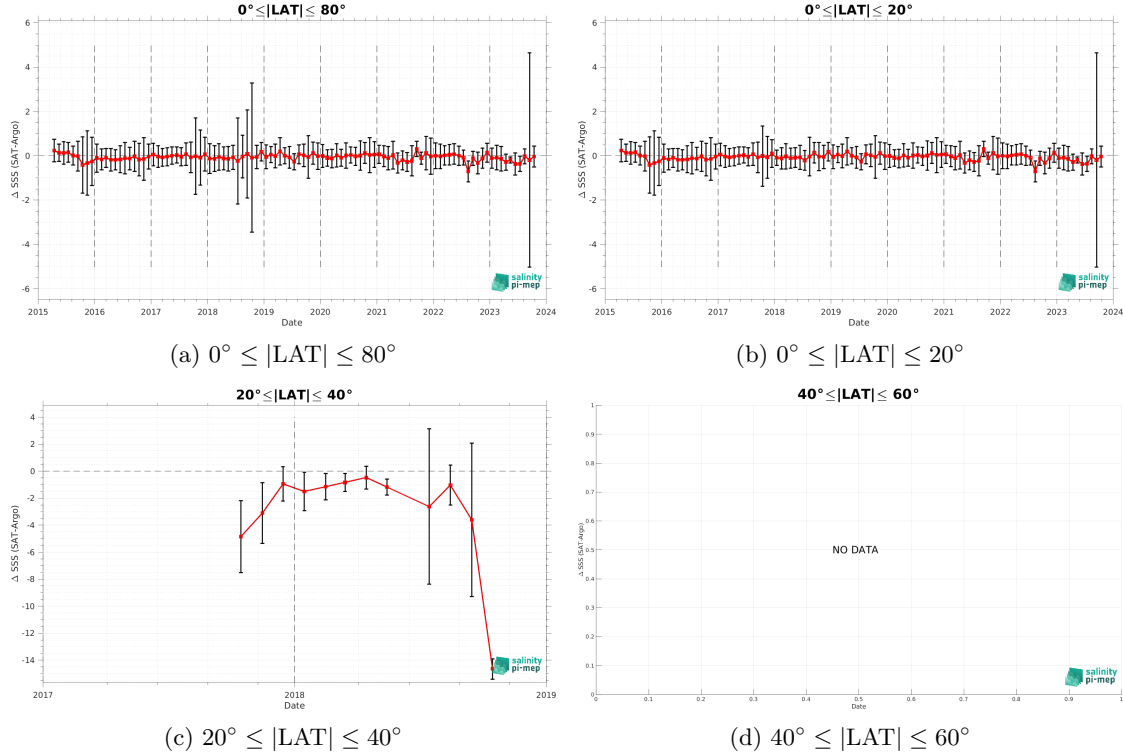 0°≤|LAT|≤ 80°
6
4
2
0
-2
-4
-6
Δ SSS (SAT-Argo)
salinity
pi-mep
2015 2016 2017 2018 2019 2020 2021 2022 2023 2024
Date
(a) 0° ≤ |LAT| ≤ 80°
0°≤|LAT|≤ 20°
6
4
2
0
-2
-4
-6
Δ SSS (SAT-Argo)
salinity
pi-mep
2015 2016 2017 2018 2019 2020 2021 2022 2023 2024
Date
(b) 0° ≤ |LAT| ≤ 20°
20°≤|LAT|≤ 40°
4
2
0
-2
-4
-6
-8
-10
-12
-14
Δ SSS (SAT-Argo)
salinity
pi-mep
2017 2018 2019
Date
(c) 20° ≤ |LAT| ≤ 40°
40°≤|LAT|≤ 60°
1
0.9
0.8
0.7
0.6
0.5
0.4
0.3
0.2
0.1
0
Δ SSS (SAT-Argo)
NO DATA
salinity
pi-mep
0 0.1 0.2 0.3 0.4 0.5 0.6 0.7 0.8 0.9 1
Date
(d) 40° ≤ |LAT| ≤ 60°